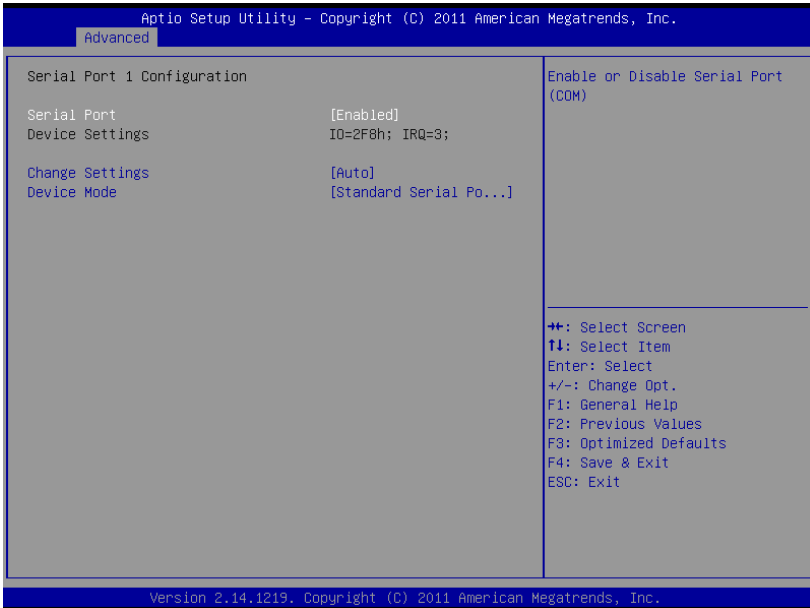 Aptio Setup Utility – Copyright (C) 2011 American Megatrends, Inc.
Advanced
Serial Port 1 Configuration
Serial Port [Enabled]
Device Settings IO=2F8h; IRQ=3;
Change Settings [Auto]
Device Mode [Standard Serial Po...]
Enable or Disable Serial Port
(COM)
→←: Select Screen
↑↓: Select Item
Enter: Select
+/-: Change Opt.
F1: General Help
F2: Previous Values
F3: Optimized Defaults
F4: Save & Exit
ESC: Exit
Version 2.14.1219. Copyright (C) 2011 American Megatrends, Inc.